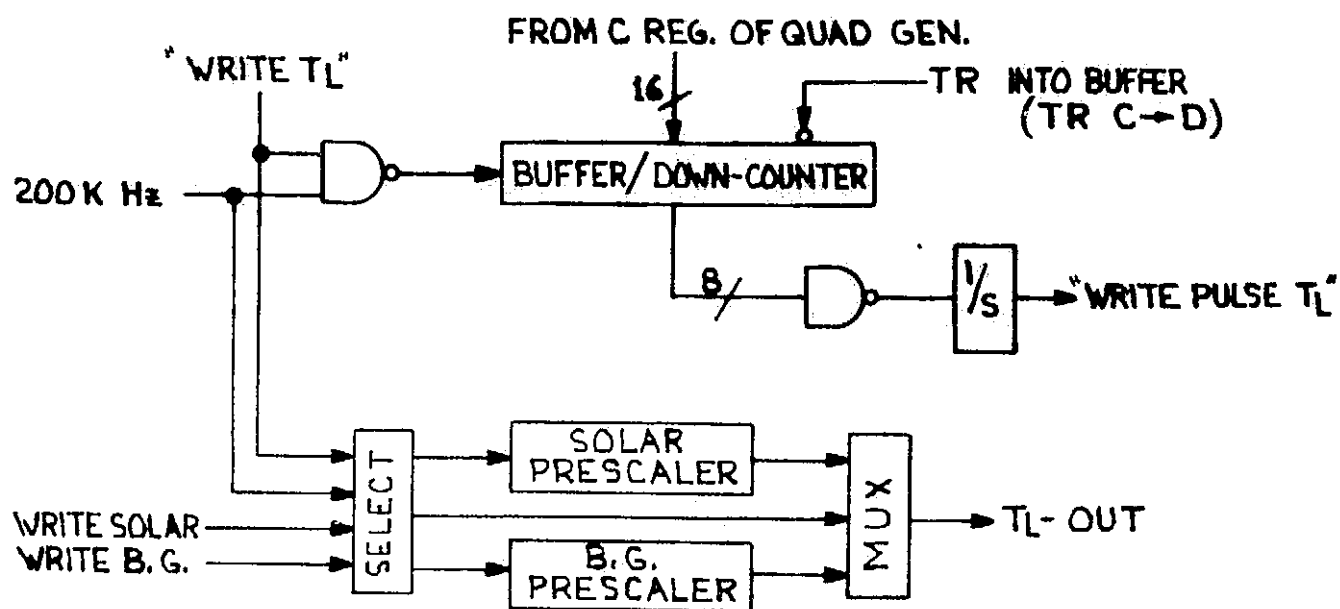 FROM C REG. OF QUAD GEN.
"WRITE TL"
16
TR INTO BUFFER
(TR C→D)
200K Hz
BUFFER/DOWN-COUNTER
8
1/S
"WRITE PULSE TL"
SELECT
SOLAR
PRESCALER
MUX
TL-OUT
WRITE SOLAR
WRITE B.G.
B.G.
PRESCALER